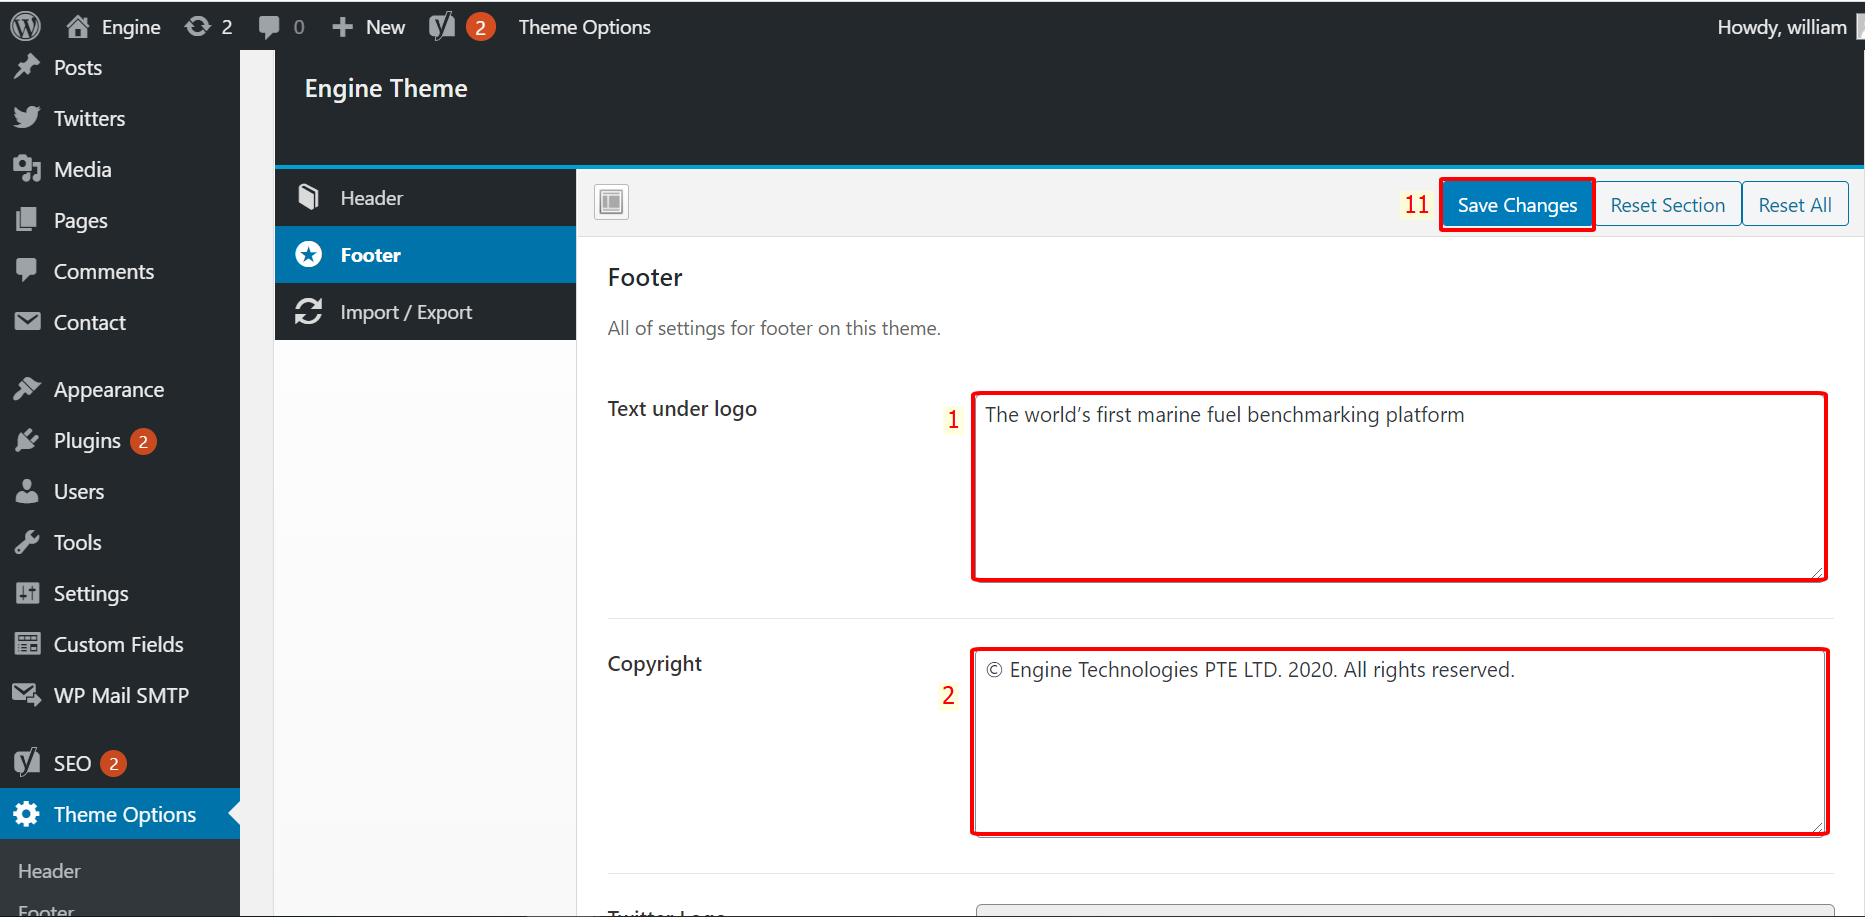 Engine 2 0 New 2 Theme Options Howdy, william
Posts
Twitters
Media
Pages
Comments
Contact
Appearance
Plugins 2
Users
Tools
Settings
Custom Fields
WP Mail SMTP
SEO 2
Theme Options
Header
Footer
Engine Theme
Header
Footer
Import / Export
11 Save Changes Reset Section Reset All
Footer
All of settings for footer on this theme.
Text under logo
1 The world’s first marine fuel benchmarking platform
Copyright
2 © Engine Technologies PTE LTD. 2020. All rights reserved.
Twitter Logo